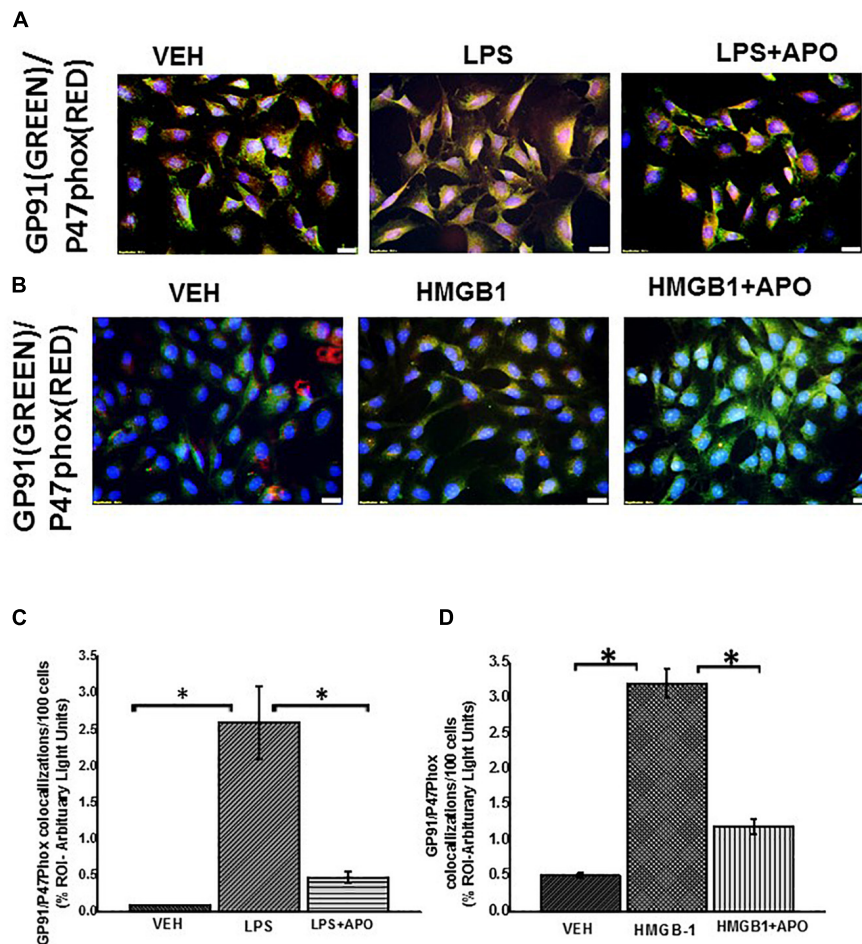 A
VEH
LPS
LPS+APO
GP91{GREEN}/
P47phox(RED)
B
VEH
HMGB1
HMGB1+APO
GP91(GREEN)/
P47phox(RED)
C
GP91/P47Phox colocallizations/100 cells
(% ROI- Arbituary Light Units)
3.5
3.0
2.5
2.0
1.5
1.0
0.5
0.0
*
*
VEH
LPS
LPS+APO
D
GP91/P47Phox
colocallizations/100 cells
(% ROI-Arbiturary Light Units)
3.5
3.0
2.5
2.0
1.5
1.0
0.5
0.0
*
*
VEH
HMGB-1
HMGB1+APO